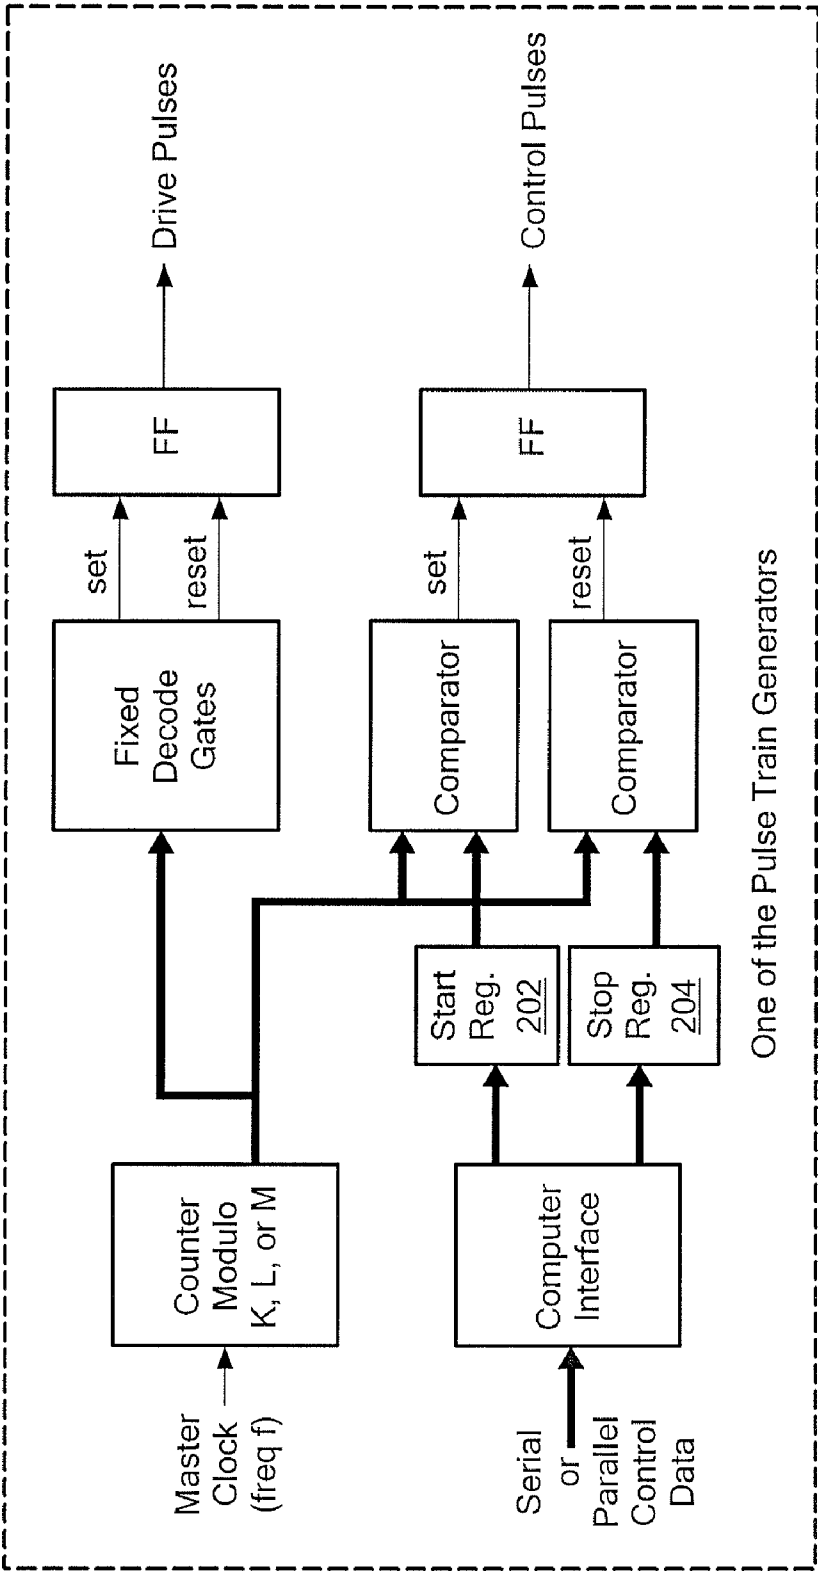 Master
Clock
(freq f)
Counter
Modulo
K, L, or M
Fixed
Decode
Gates
set
reset
FF
Drive Pulses
Serial
or
Parallel
Control
Data
Computer
Interface
Start
Reg.
202
Stop
Reg.
204
Comparator
Comparator
set
reset
FF
Control Pulses
One of the Pulse Train Generators